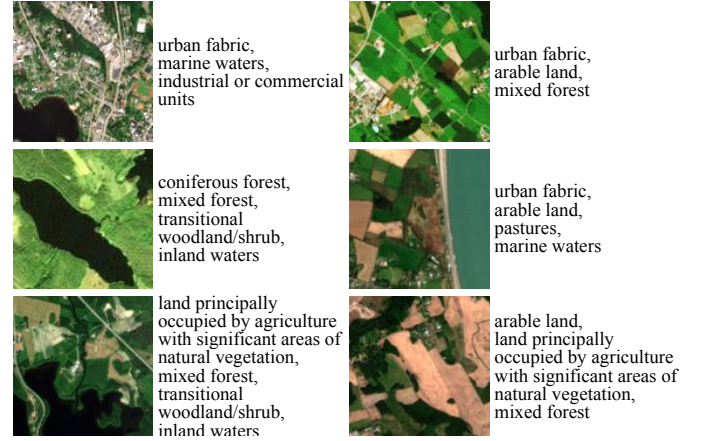 urban fabric,
marine waters,
industrial or commercial
units
urban fabric,
arable land,
mixed forest
coniferous forest,
mixed forest,
transitional
woodland/shrub,
inland waters
urban fabric,
arable land,
pastures,
marine waters
land principally
occupied by agriculture
with significant areas of
natural vegetation,
mixed forest,
transitional
woodland/shrub,
inland waters
arable land,
land principally
occupied by agriculture
with significant areas of
natural vegetation,
mixed forest